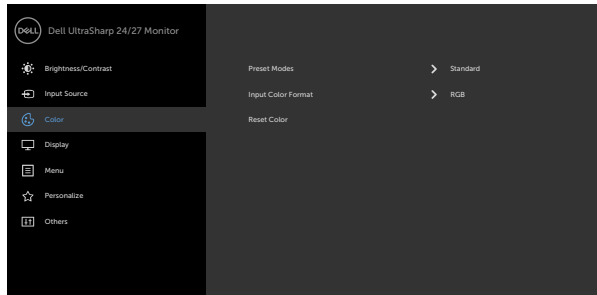 DELL Dell UltraSharp 24/27 Monitor
Brightness/Contrast
Input Source
Color
Display
Menu
Personalize
Others
Preset Modes Standard
Input Color Format RGB
Reset Color